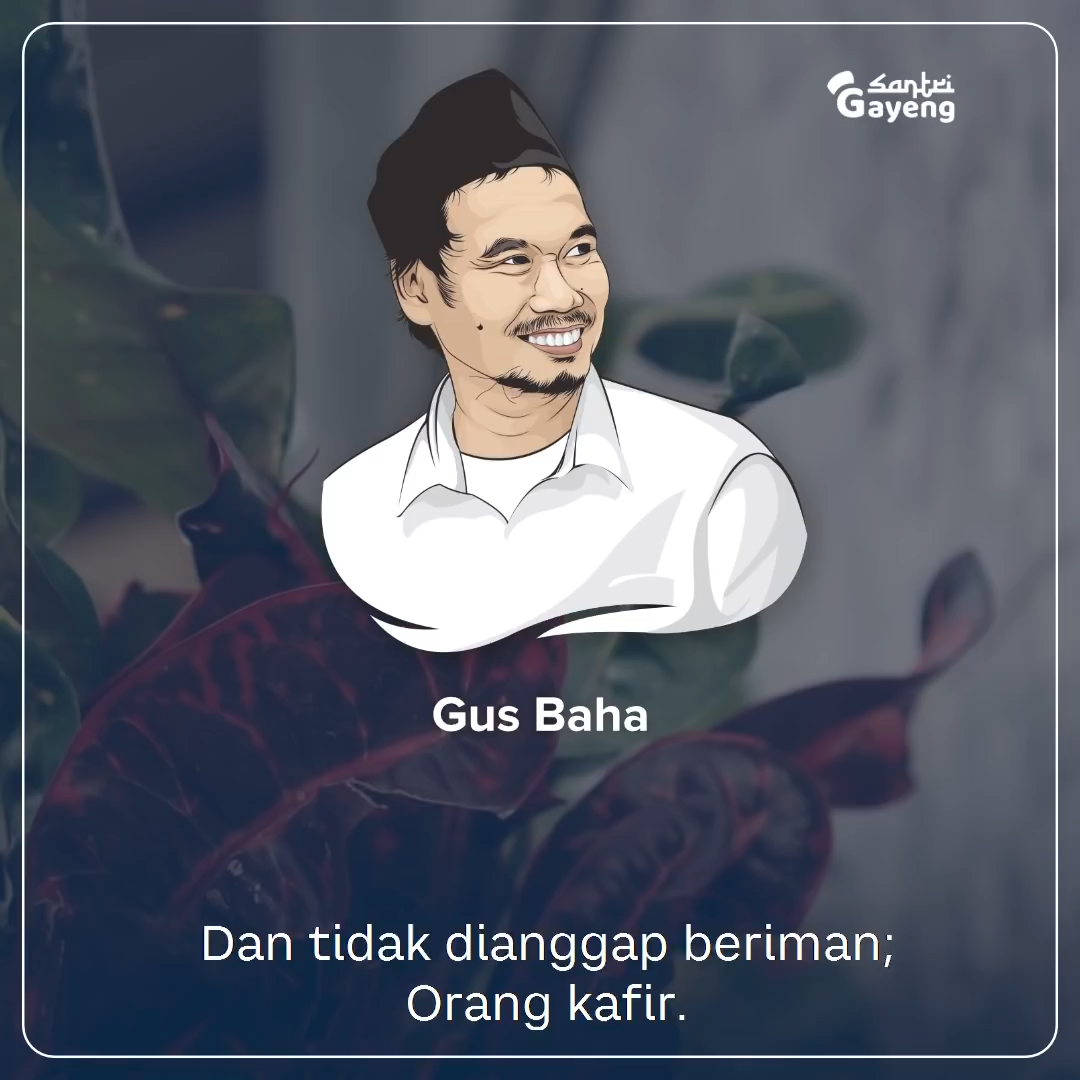 Santri
Gayeng
Gus Baha
Dan tidak dianggap beriman;
Orang kafir.